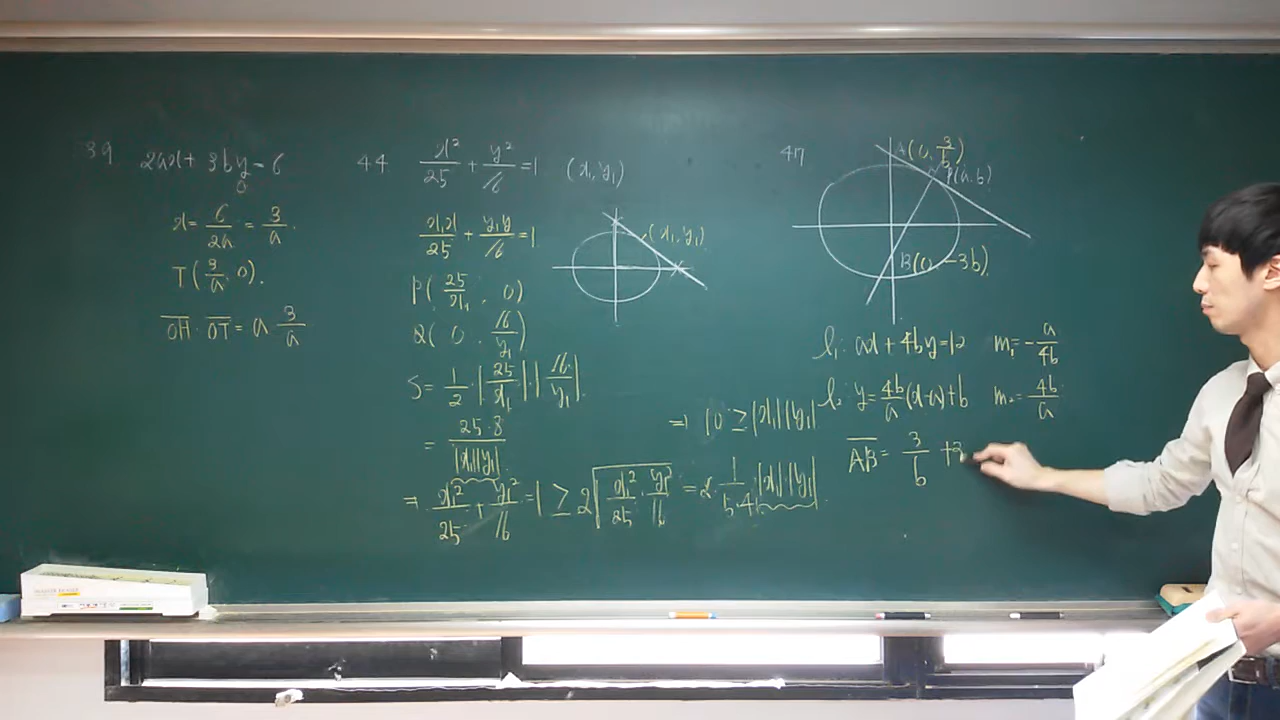 39 2ax + 3by = 6
x = 6/2a = 3/a.
T(3/a, 0).
OH · OT = a 3/a
44 x²/25 + y²/16 = 1 (x₁, y₁)
x₁x/25 + y₁y/16 = 1
(x₁, y₁)
P(25/x₁, 0)
Q(0, 16/y₁)
S = 1/2 · |25/x₁| · |16/y₁|
= 25·8/|x₁||y₁|
⇒ x₁²/25 + y₁²/16 = 1 ≥ 2√(x₁²/25 · y₁²/16) = 2 · 1/5·4 |x₁|·|y₁|
⇒ 10 ≥ |x₁||y₁|
47 A(0, 3/b)
P(a, b)
B(0, -3b)
l₁: ax + 4by = 12 m₁ = -a/4b
l₂: y = 4b/a (x-a) + b m₂ = 4b/a
AB = 3/b + 3